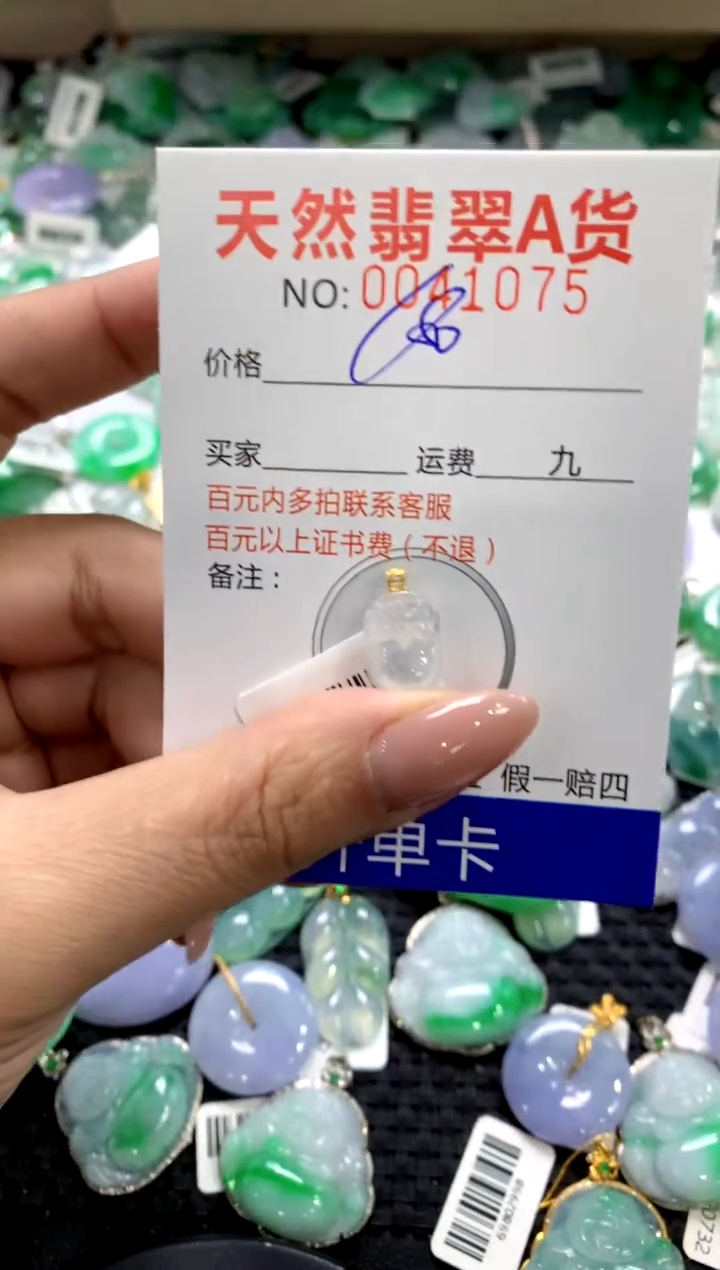 天然翡翠A货
NO: 0041075
价格
买家 运费 九
百元内多拍联系客服
百元以上证书费(不退)
备注:
假一赔四
单卡
69807998
0732